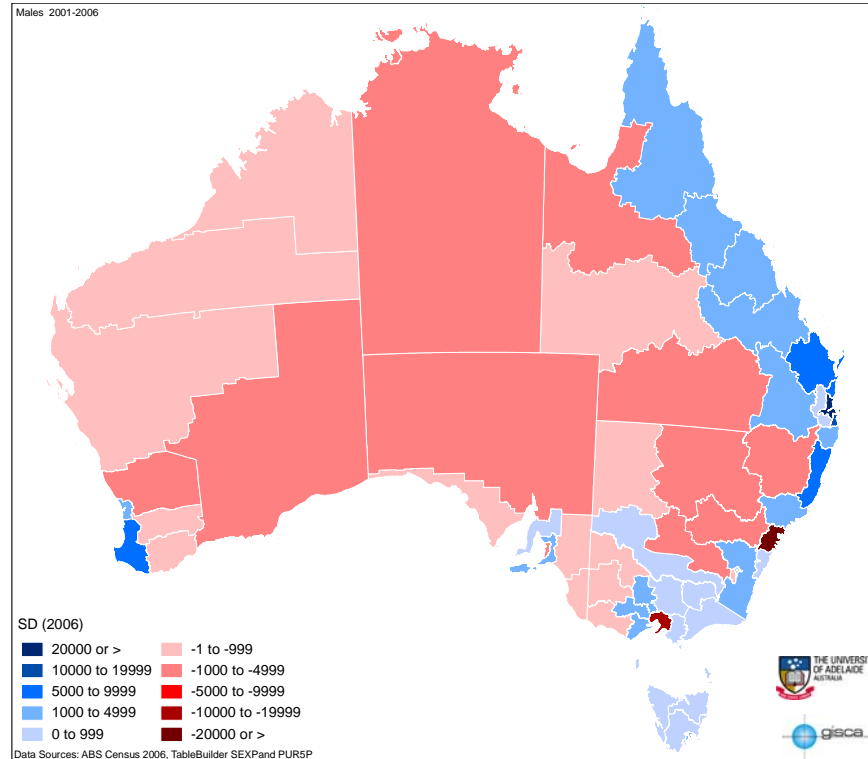 Males 2001-2006
SD (2006)
20000 or >
10000 to 19999
5000 to 9999
1000 to 4999
0 to 999
-1 to -999
-1000 to -4999
-5000 to -9999
-10000 to -19999
-20000 or >
THE UNIVERSIT
OF ADELAIDE
AUSTRALIA
gisca
Data Sources: ABS Census 2006, TableBuilder SEXPand PUR5P